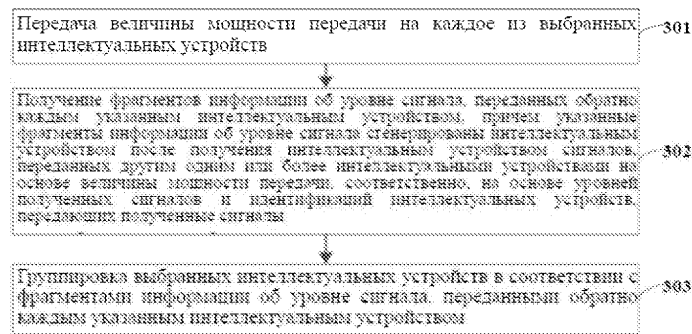 Передача величины мощности передачи на каждое из выбранных
интеллектуальных устройств
301
Получение фрагментов информации об уровне сигнала, переданных обратно
каждым указанным интеллектуальным устройством, причем указанные
фрагменты информации об уровне сигнала сгенерированы интеллектуальным
устройством после получения интеллектуальным устройством сигналов,
переданных другим одним или более интеллектуальными устройствами на
основе величины мощности передачи, соответственно, на основе уровней
полученных сигналов и идентификаций интеллектуальных устройств,
передающих полученные сигналы
302
Группировка выбранных интеллектуальных устройств в соответствии с
фрагментами информации об уровне сигнала, переданными обратно
каждым указанным интеллектуальным устройством
303